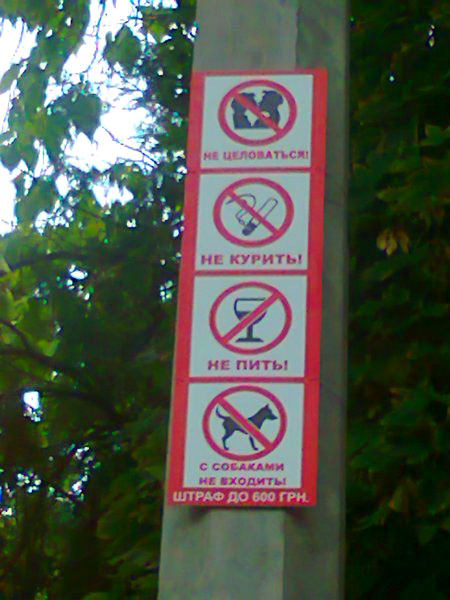 НЕ ЦЕЛОВАТЬСЯ!
НЕ КУРИТЬ!
НЕ ПИТЬ!
С СОБАКАМИ
НЕ ВХОДИТЬ!
ШТРАФ ДО 600 ГРН.